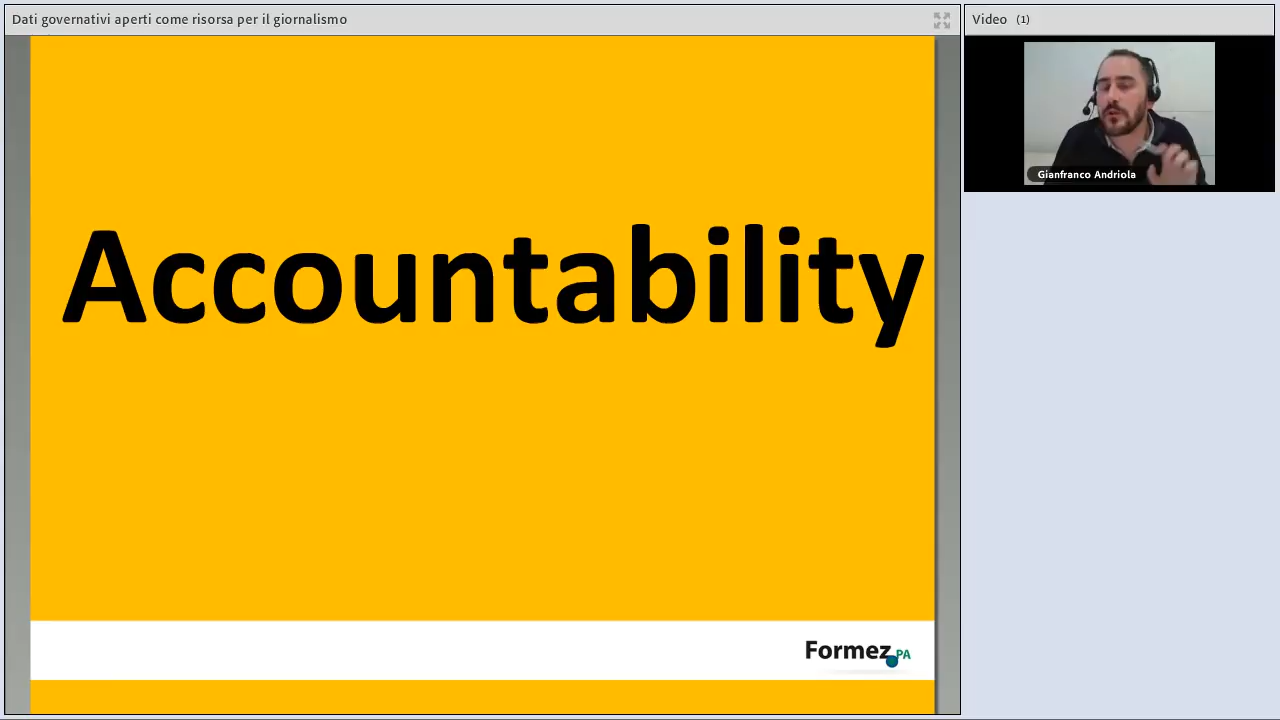 Dati governativi aperti come risorsa per il giornalismo
Video (1)
Gianfranco Andriola
Accountability
Formez PA